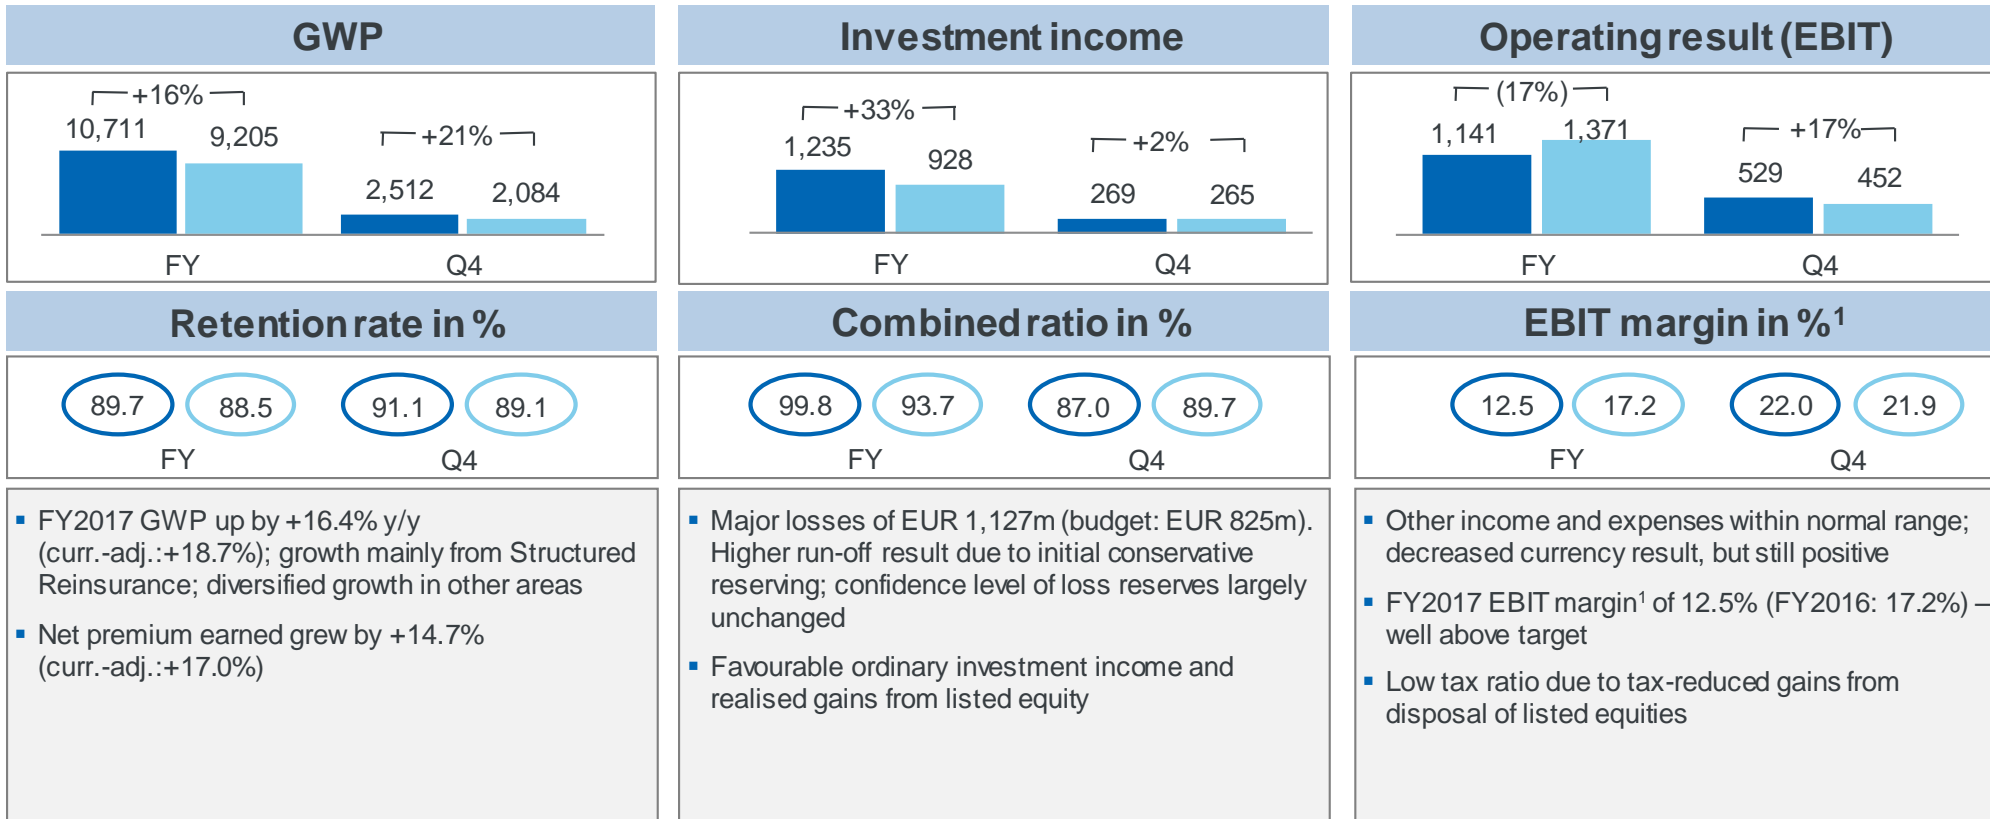 GWP
+16%
10,711
9,205
+21%
2,512
2,084
FY
Q4
Investment income
+33%
1,235
928
+2%
269
265
FY
Q4
Operating result (EBIT)
(17%)
1,141
1,371
+17%
529
452
FY
Q4
Retention rate in %
89.7
88.5
91.1
89.1
FY
Q4
Combined ratio in %
99.8
93.7
87.0
89.7
FY
Q4
EBIT margin in %¹
12.5
17.2
22.0
21.9
FY
Q4
▪ FY2017 GWP up by +16.4% y/y
(curr.-adj.:+18.7%); growth mainly from Structured
Reinsurance; diversified growth in other areas
▪ Net premium earned grew by +14.7%
(curr.-adj.:+17.0%)
▪ Major losses of EUR 1,127m (budget: EUR 825m).
Higher run-off result due to initial conservative
reserving; confidence level of loss reserves largely
unchanged
▪ Favourable ordinary investment income and
realised gains from listed equity
▪ Other income and expenses within normal range;
decreased currency result, but still positive
▪ FY2017 EBIT margin¹ of 12.5% (FY2016: 17.2%) –
well above target
▪ Low tax ratio due to tax-reduced gains from
disposal of listed equities